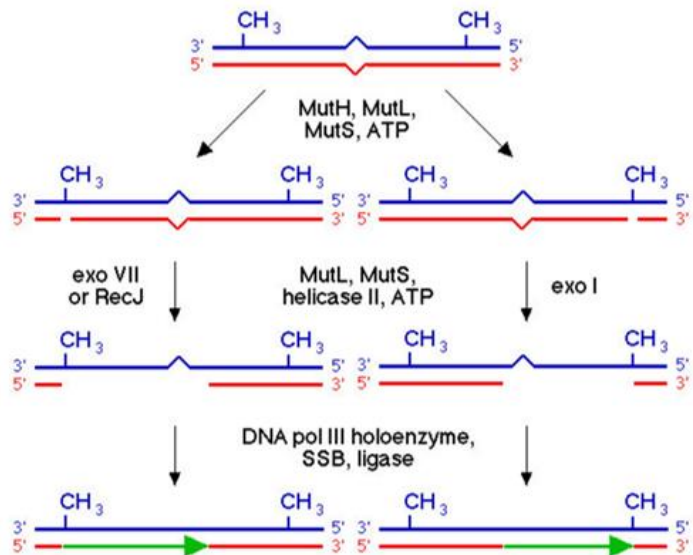 CH3 CH3
3' 5'
5' 3'
MutH, MutL,
MutS, ATP
CH3 CH3 CH3 CH3
3' 5' 3' 5'
5' 3' 5' 3'
exo VII
or RecJ
MutL, MutS,
helicase II, ATP
exo I
CH3 CH3 CH3 CH3
3' 5' 3' 5'
5' 3' 5' 3'
DNA pol III holoenzyme,
SSB, ligase
CH3 CH3 CH3 CH3
3' 5' 3' 5'
5' 3' 5' 3'